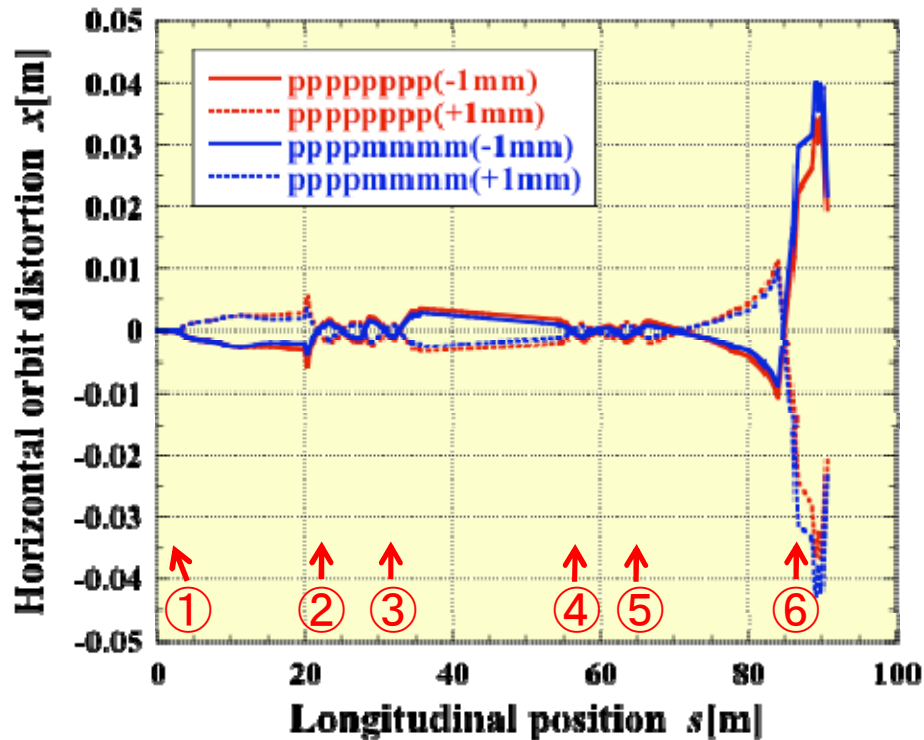 0.05
0.04
0.03
0.02
0.01
0
-0.01
-0.02
-0.03
-0.04
-0.05
Horizontal orbit distortion x[m]
pppppppp(-1mm)
pppppppp(+1mm)
ppppmmmm(-1mm)
ppppmmmm(+1mm)
① ② ③ ④ ⑤ ⑥
0 20 40 60 80 100
Longitudinal position s[m]